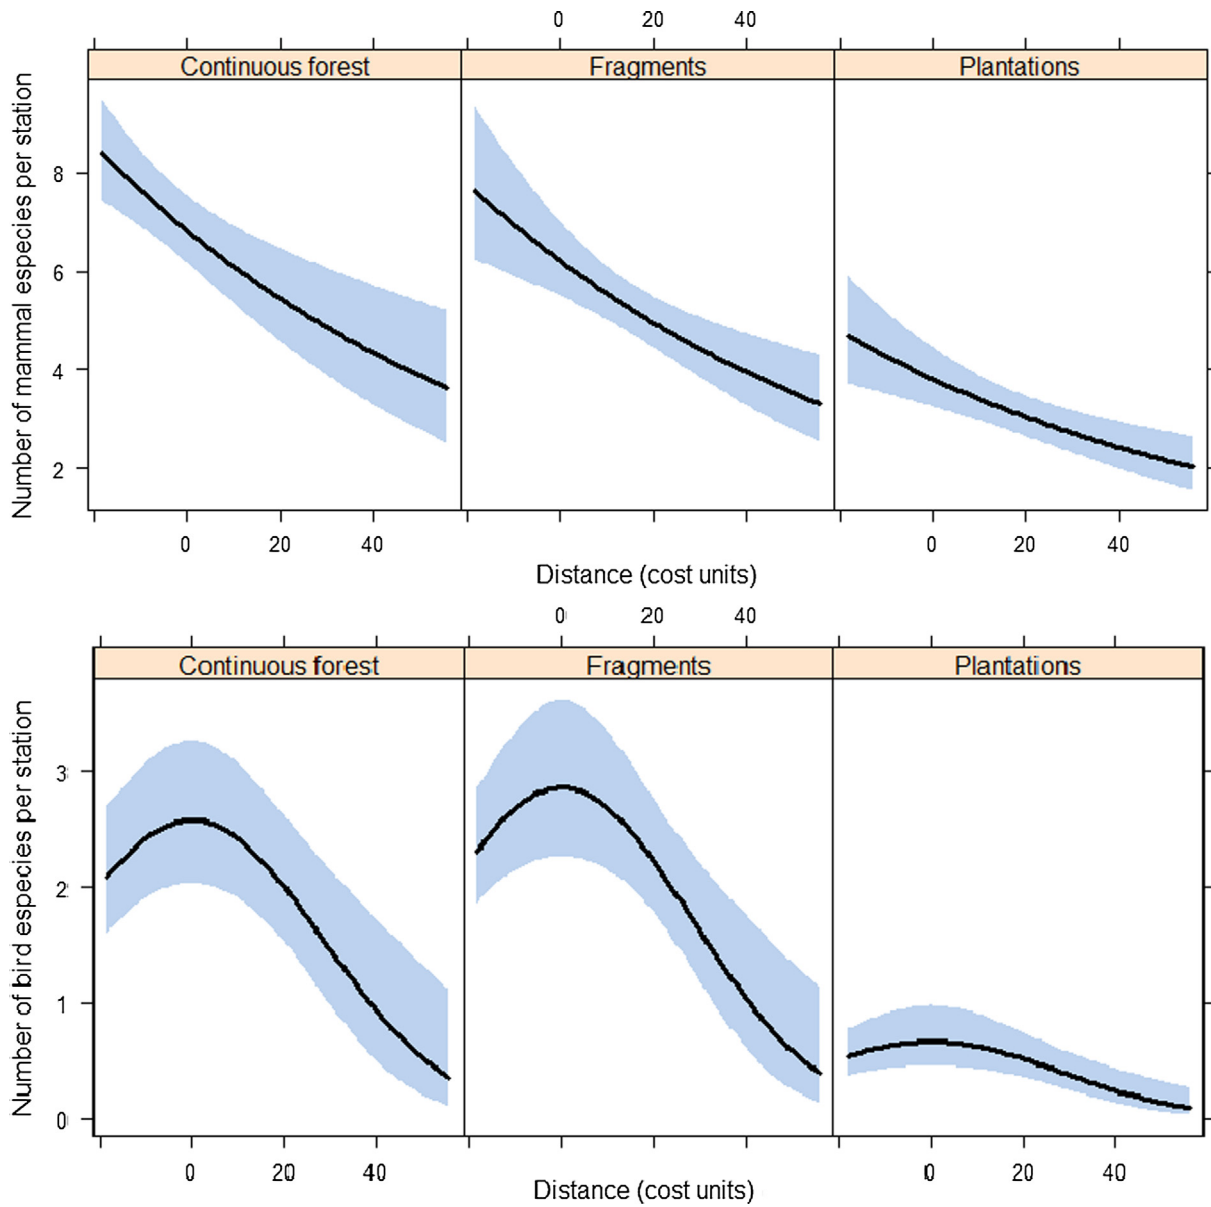 0 20 40
Continuous forest Fragments Plantations
Number of mammal especies per station
8
6
4
2
0 20 40 0 20 40
Distance (cost units)
0 20 40
Continuous forest Fragments Plantations
Number of bird especies per station
3
2
1
0
0 20 40 0 20 40
Distance (cost units)